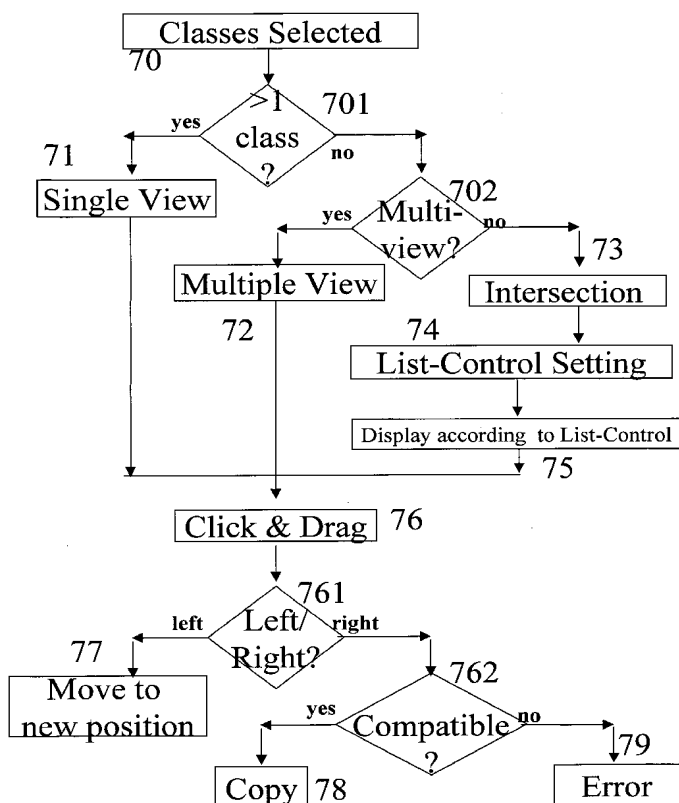 Classes Selected
70
>1
class
?
701
yes
no
71
Single View
702
Multi-
view?
yes
no
73
Multiple View
72
Intersection
74
List-Control Setting
Display according to List-Control
75
Click & Drag
76
761
Left/
Right?
left
right
77
Move to
new position
762
Compatible
?
yes
no
79
Copy
78
Error